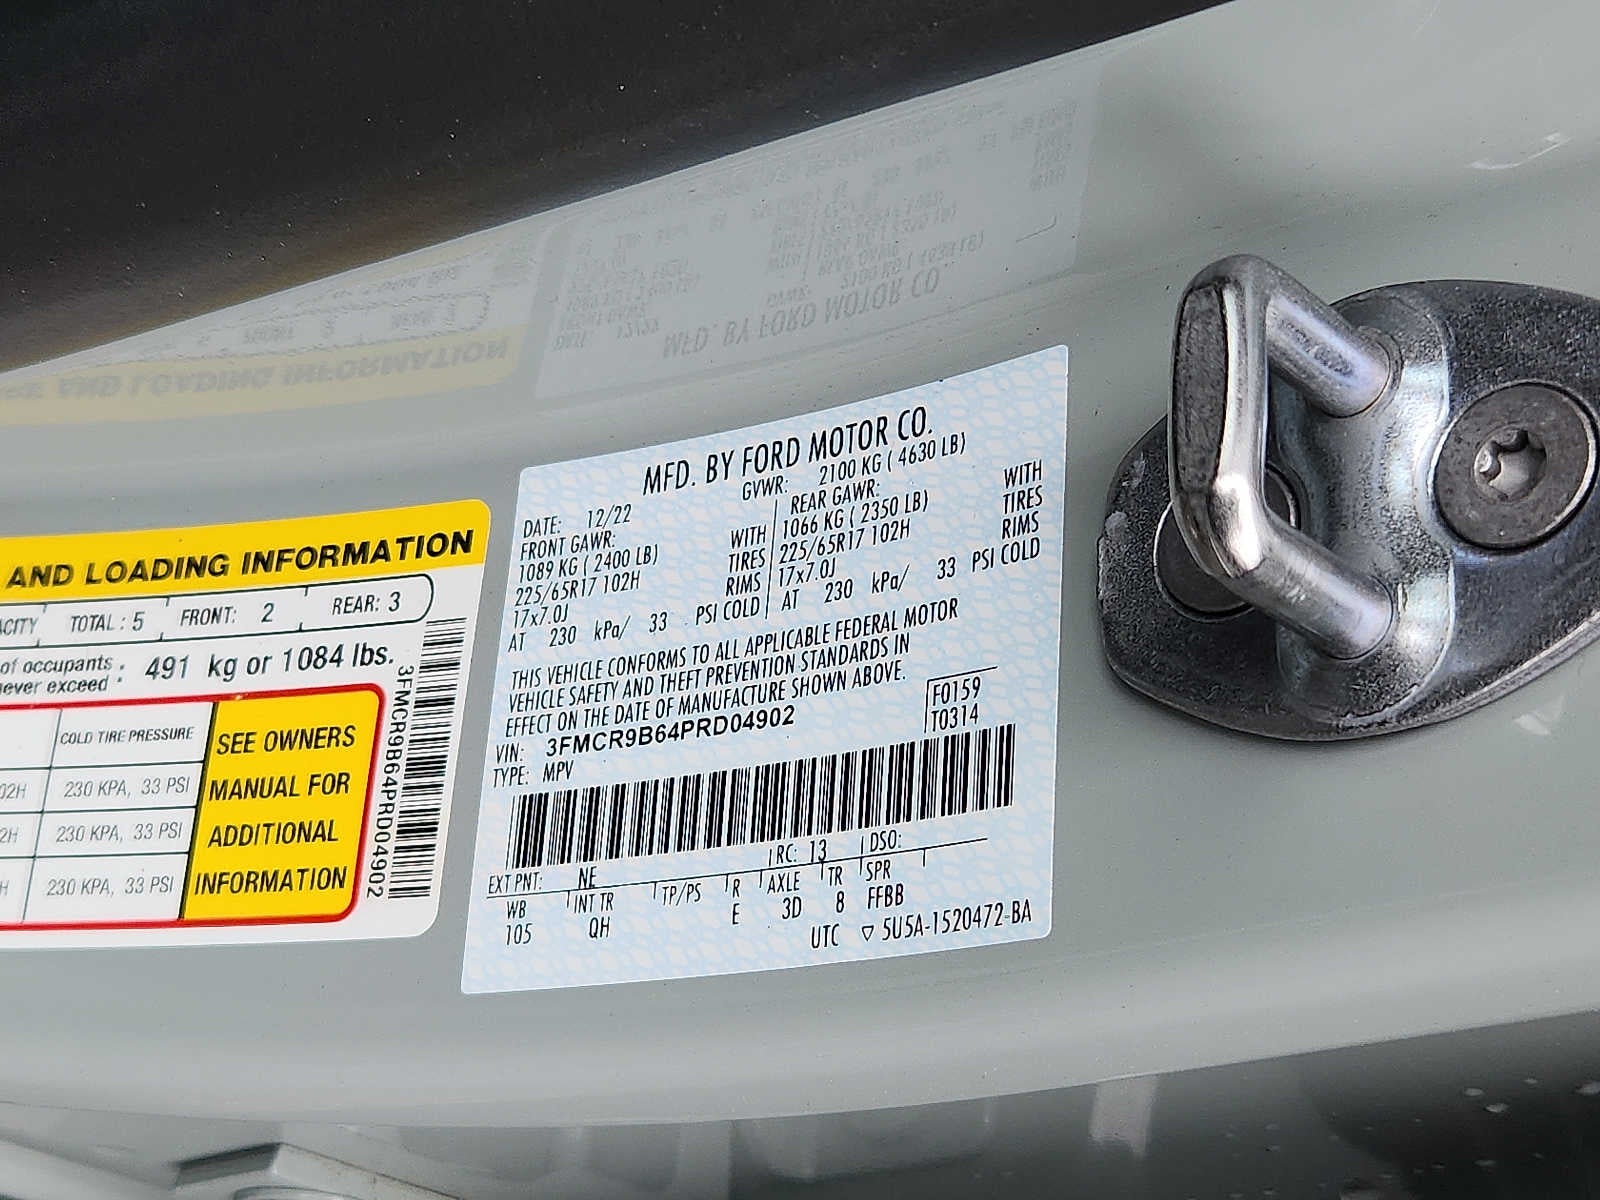 AND LOADING INFORMATION
ACITY TOTAL: 5 FRONT: 2 REAR: 3
of occupants
never exceed : 491 kg or 1084 lbs.
COLD TIRE PRESSURE
02H 230 KPA, 33 PSI
2H 230 KPA, 33 PSI
H 230 KPA, 33 PSI
SEE OWNERS
MANUAL FOR
ADDITIONAL
INFORMATION
3FMCR9B64PRD04902
MFD. BY FORD MOTOR CO.
DATE: 12/22 GVWR: 2100 KG ( 4630 LB)
FRONT GAWR:
1089 KG ( 2400 LB) WITH
225/65R17 102H TIRES
17x7.0J RIMS
AT 230 kPa/ 33 PSI COLD
REAR GAWR:
1066 KG ( 2350 LB) WITH
225/65R17 102H TIRES
17x7.0J RIMS
AT 230 kPa/ 33 PSI COLD
THIS VEHICLE CONFORMS TO ALL APPLICABLE FEDERAL MOTOR
VEHICLE SAFETY AND THEFT PREVENTION STANDARDS IN
EFFECT ON THE DATE OF MANUFACTURE SHOWN ABOVE.
VIN: 3FMCR9B64PRD04902
TYPE: MPV
F0159
T0314
EXT PNT: NE RC: 13 DSO:
WB INT TR TP/PS R AXLE TR SPR
105 QH E 3D 8 FFBB
UTC ▽ 5U5A-1520472-BA